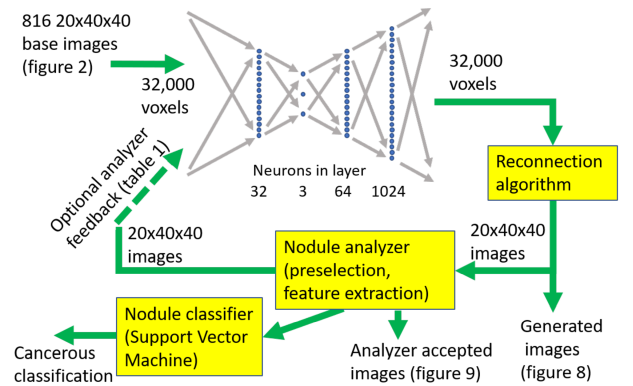 816 20x40x40
base images
(figure 2)
32,000
voxels
32,000
voxels
Neurons in layer
32 3 64 1024
Optional analyzer
feedback (table 1)
Reconnection
algorithm
20x40x40
images
20x40x40
images
Nodule analyzer
(preselection,
feature extraction)
Nodule classifier
(Support Vector
Machine)
Cancerous
classification
Analyzer accepted
images (figure 9)
Generated
images
(figure 8)